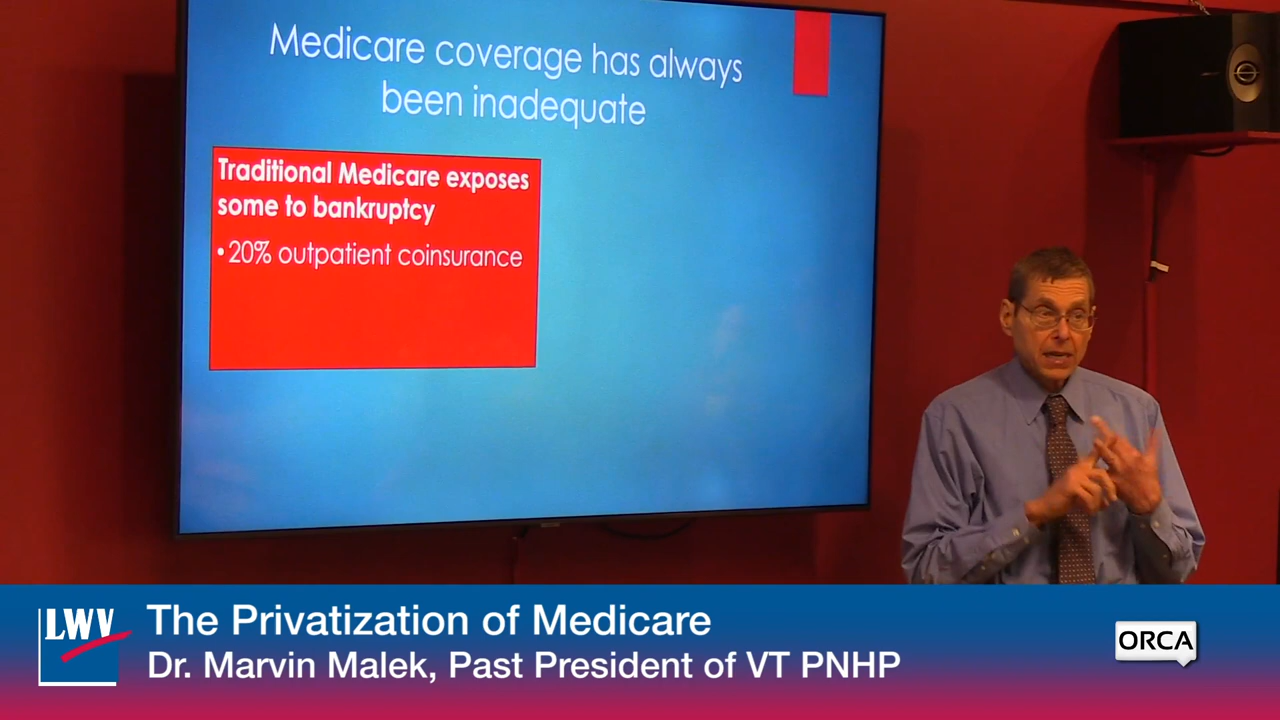 Medicare coverage has always
been inadequate
Traditional Medicare exposes
some to bankruptcy
• 20% outpatient coinsurance
LWV
The Privatization of Medicare
Dr. Marvin Malek, Past President of VT PNHP
ORCA